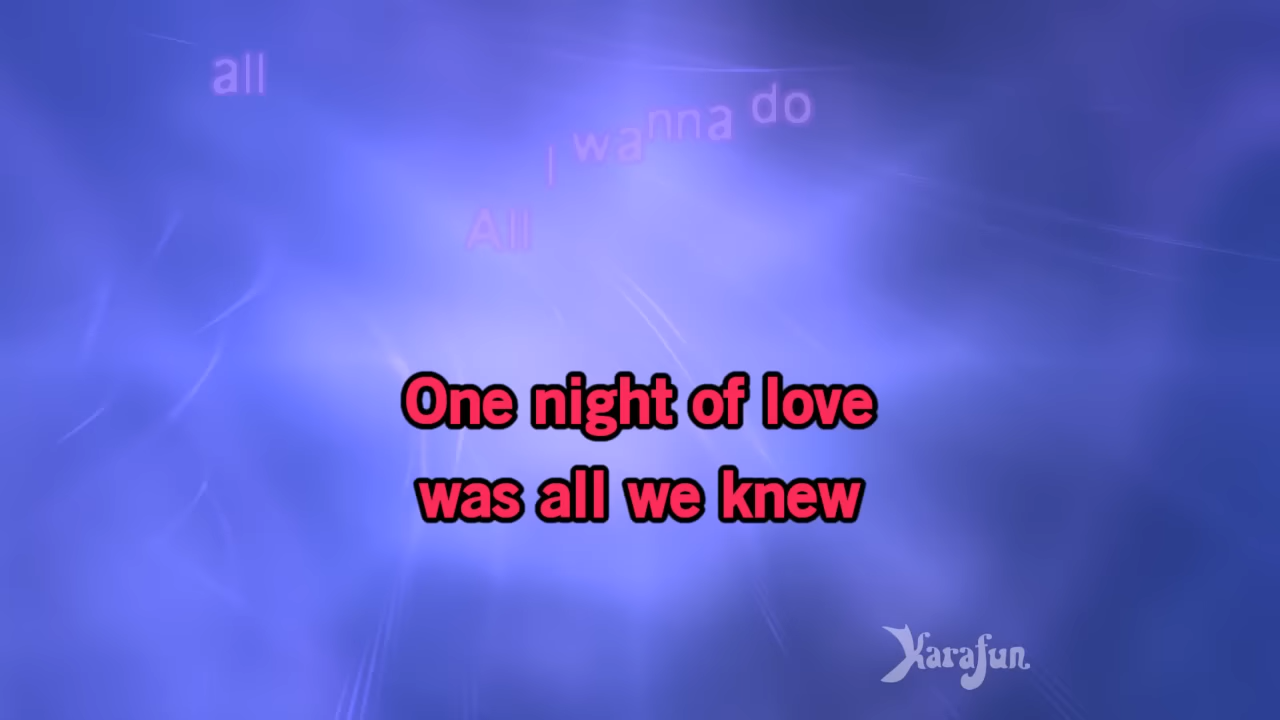 all
All I wanna do
One night of love
was all we knew
Karafun